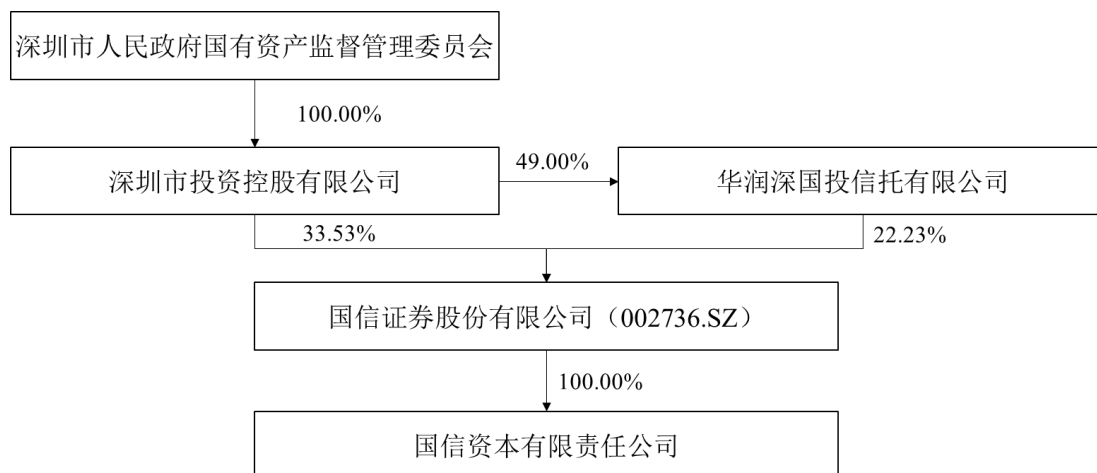 深圳市人民政府国有资产监督管理委员会
100.00%
深圳市投资控股有限公司
49.00%
华润深国投信托有限公司
33.53%
22.23%
国信证券股份有限公司（002736.SZ）
100.00%
国信资本有限责任公司